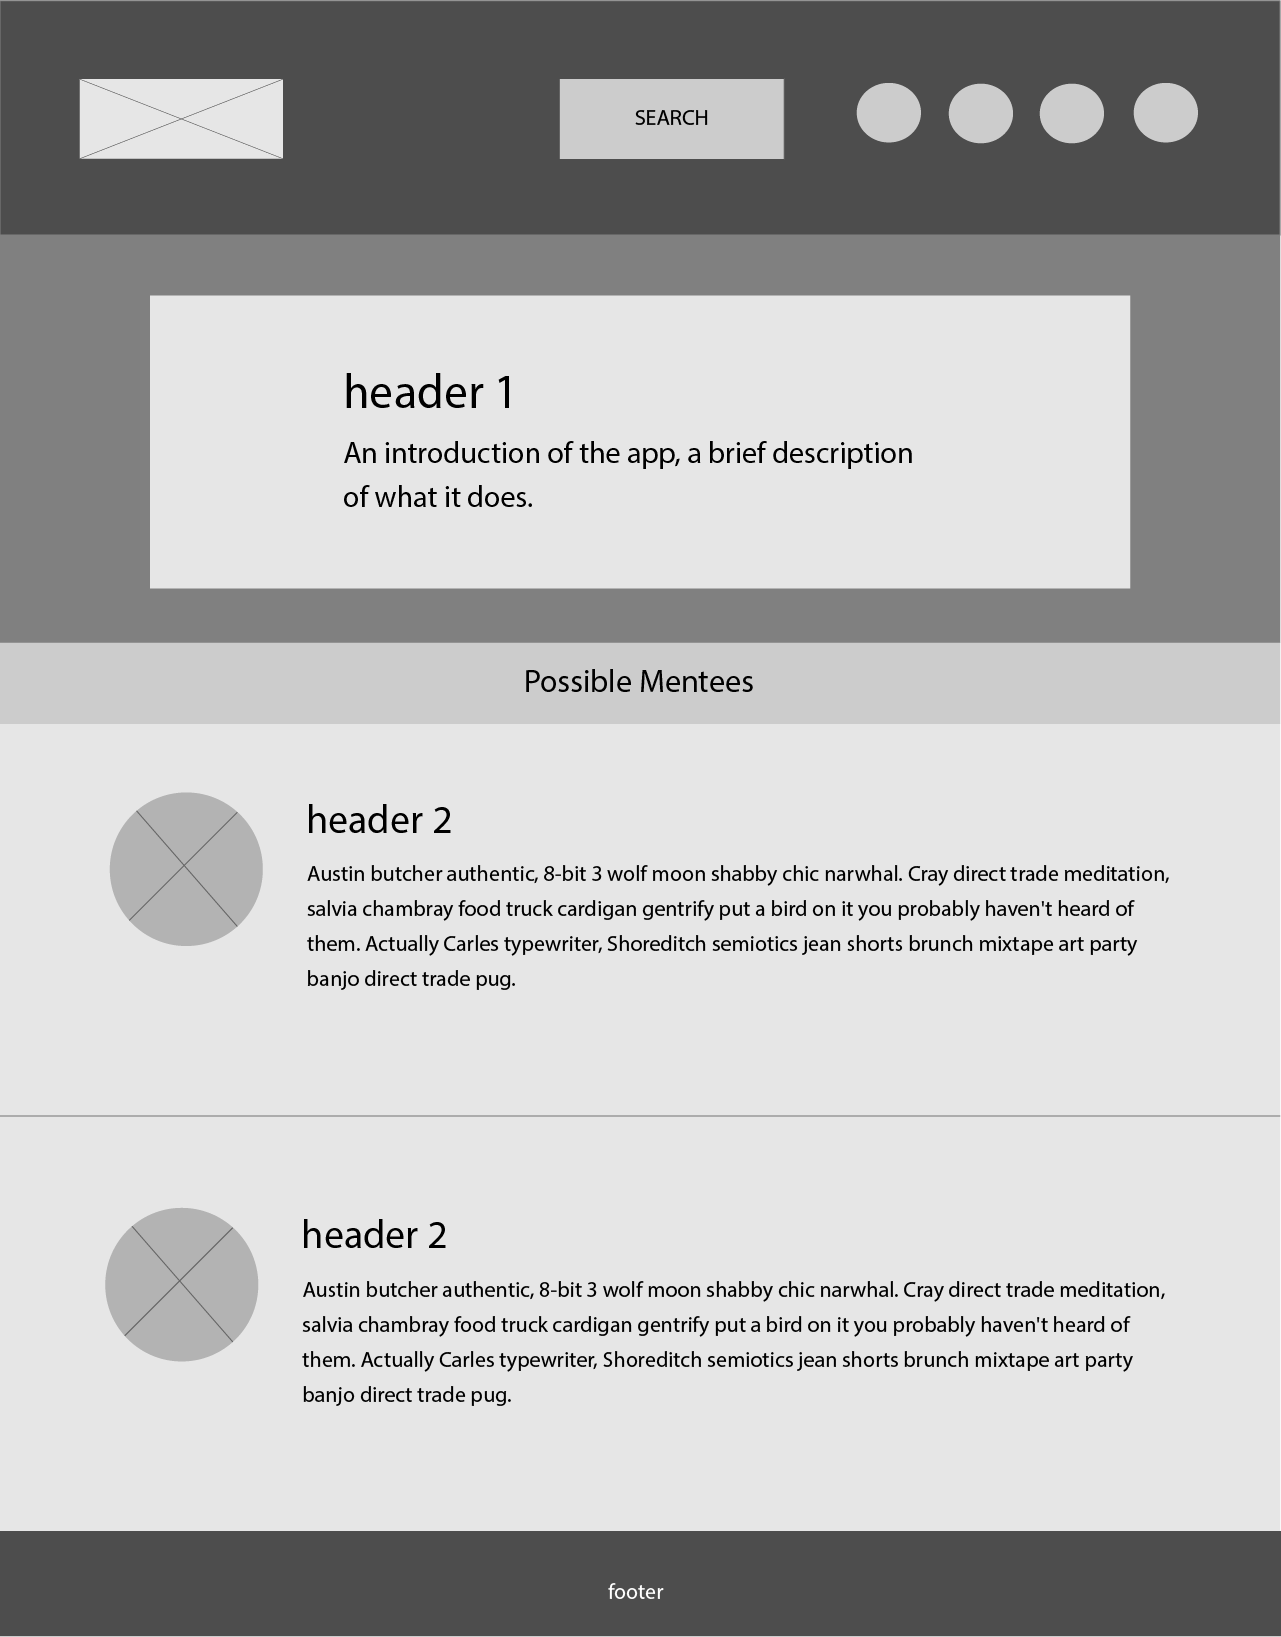 SEARCH
header 1
An introduction of the app, a brief description
of what it does.
Possible Mentees
header 2
Austin butcher authentic, 8-bit 3 wolf moon shabby chic narwhal. Cray direct trade meditation,
salvia chambray food truck cardigan gentrify put a bird on it you probably haven't heard of
them. Actually Carles typewriter, Shoreditch semiotics jean shorts brunch mixtape art party
banjo direct trade pug.
header 2
Austin butcher authentic, 8-bit 3 wolf moon shabby chic narwhal. Cray direct trade meditation,
salvia chambray food truck cardigan gentrify put a bird on it you probably haven't heard of
them. Actually Carles typewriter, Shoreditch semiotics jean shorts brunch mixtape art party
banjo direct trade pug.
footer